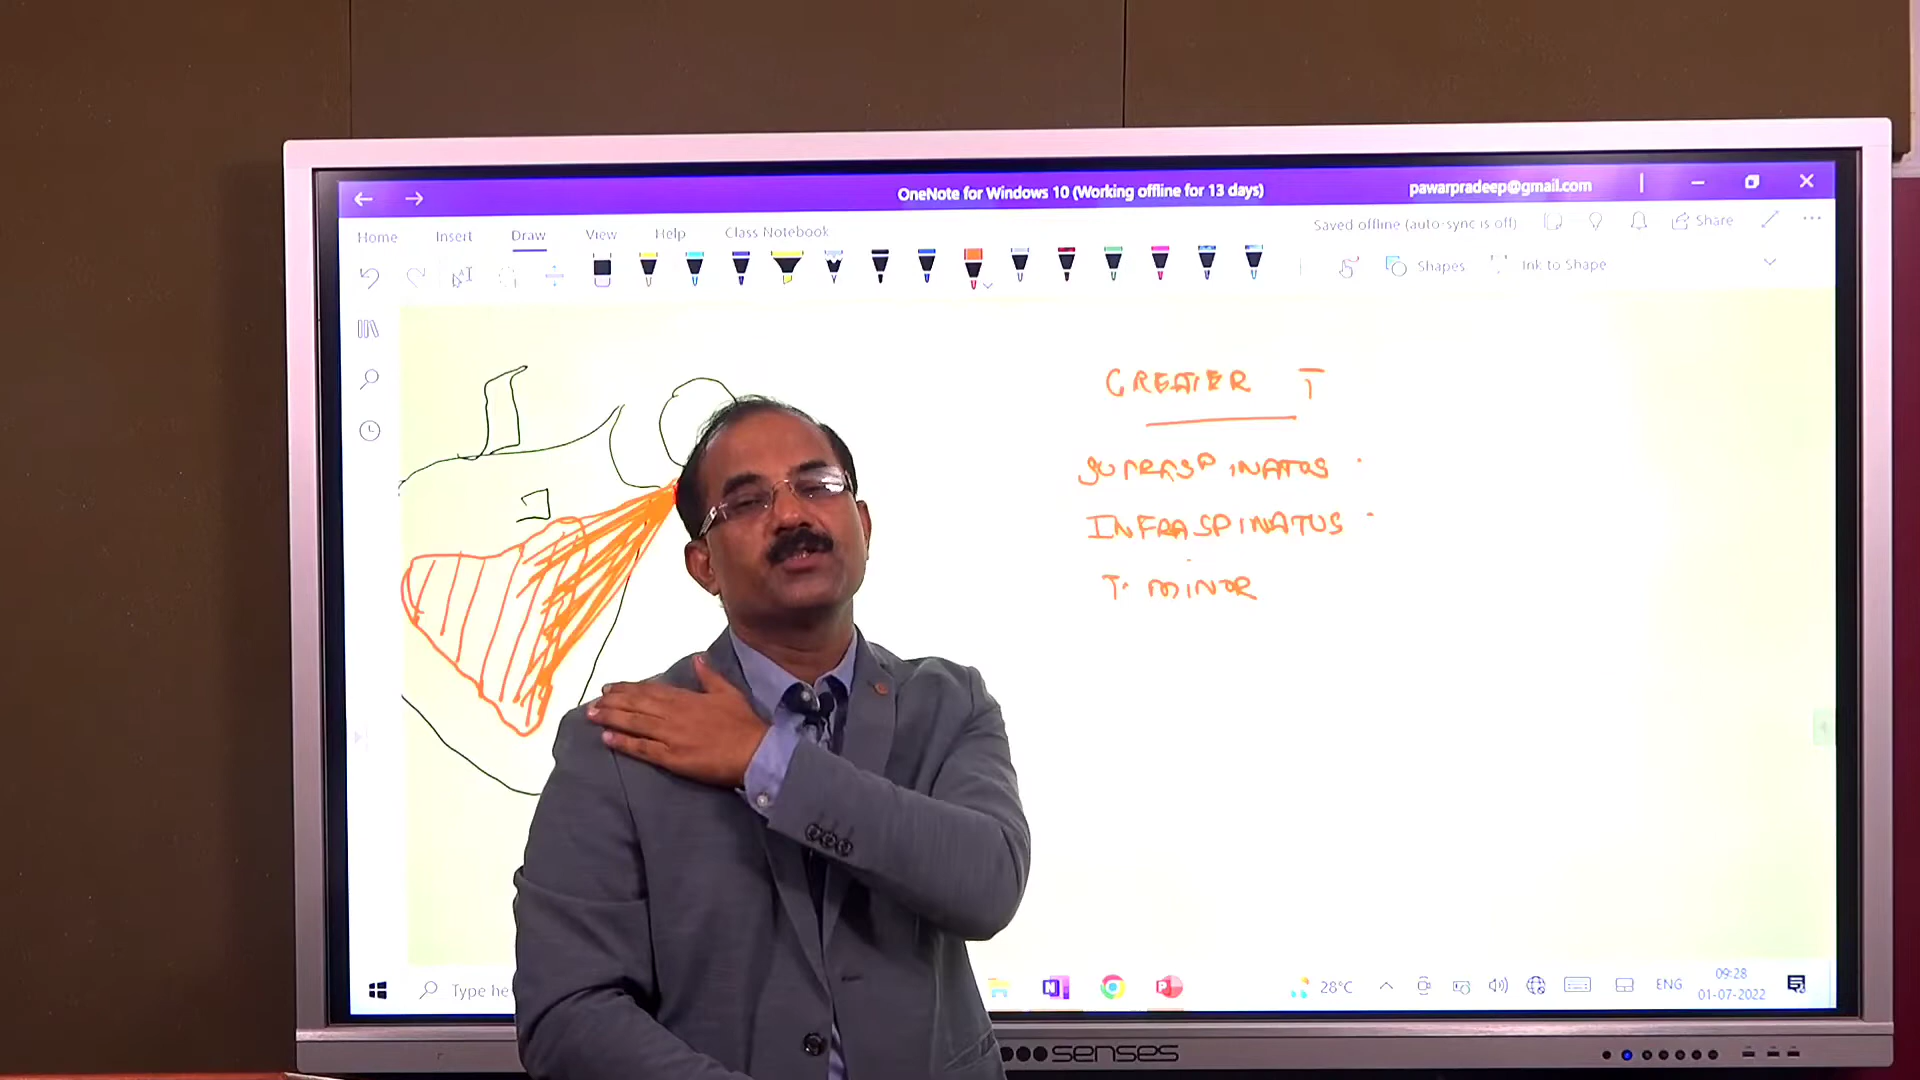 OneNote for Windows 10 (Working offline for 13 days)
pawarpradeep@gmail.com
Home Insert Draw View Help Class Notebook
Saved offline (auto-sync is off) Share
Shapes Ink to Shape
GREATER T
SUPRASPINATUS
INFRASPINATUS
T. MINOR
Type he
28°C ENG 09:28
01-07-2022
senses